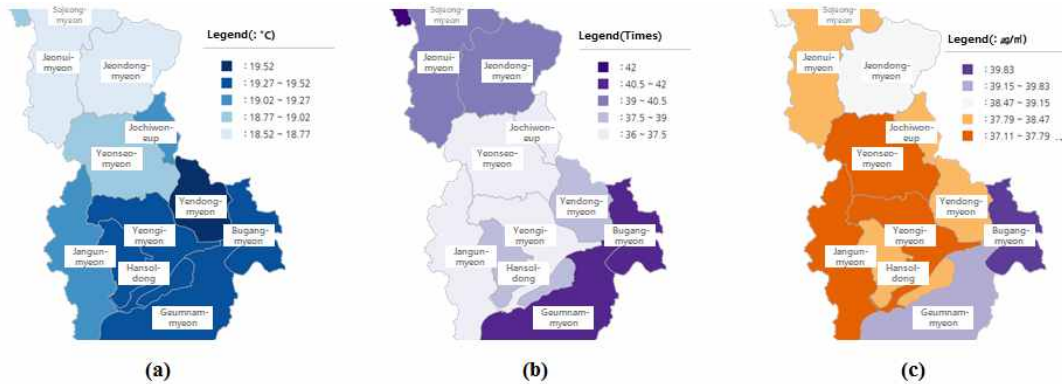 Sojeong-
myeon
Jeonui-
myeon
Jeondong-
myeon
Jochiwon-
eup
Yeonseo-
myeon
Yendong-
myeon
Yeongi-
myeon
Bugang-
myeon
Jangun-
myeon
Hansol-
dong
Geumnam-
myeon
Legend(: ℃)
: 19.52
: 19.27 ~ 19.52
: 19.02 ~ 19.27
: 18.77 ~ 19.02
: 18.52 ~ 18.77
(a)
Sojeong-
myeon
Jeonui-
myeon
Jeondong-
myeon
Jochiwon-
eup
Yeonseo-
myeon
Yendong-
myeon
Yeongi-
myeon
Bugang-
myeon
Jangun-
myeon
Hansol-
dong
Geumnam-
myeon
Legend(Times)
: 42
: 40.5 ~ 42
: 39 ~ 40.5
: 37.5 ~ 39
: 36 ~ 37.5
(b)
Sojeong-
myeon
Jeonui-
myeon
Jeondong-
myeon
Jochiwon-
eup
Yeonseo-
myeon
Yendong-
myeon
Yeongi-
myeon
Bugang-
myeon
Jangun-
myeon
Hansol-
dong
Geumnam-
myeon
Legend(: ㎍/㎥)
: 39.83
: 39.15 ~ 39.83
: 38.47 ~ 39.15
: 37.79 ~ 38.47
: 37.11 ~ 37.79 ..
(c)